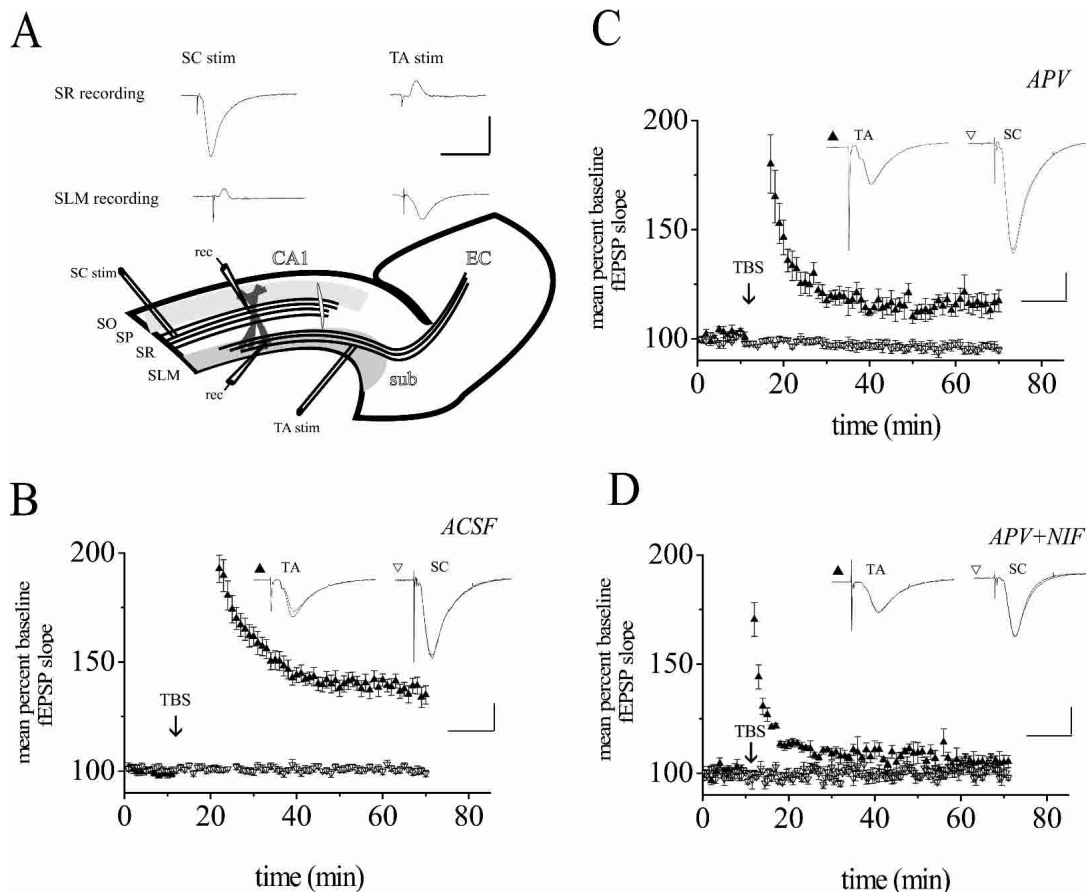 A
SC stim
TA stim
SR recording
SLM recording
rec
CA1
EC
SC stim
SO
SP
SR
SLM
rec
sub
TA stim
B
ACSF
mean percent baseline
fEPSP slope
200
150
100
TBS
TA
SC
0
20
40
60
80
time (min)
C
APV
mean percent baseline
fEPSP slope
200
150
100
TBS
TA
SC
0
20
40
60
80
time (min)
D
APV+NIF
mean percent baseline
fEPSP slope
200
150
100
TBS
TA
SC
0
20
40
60
80
time (min)